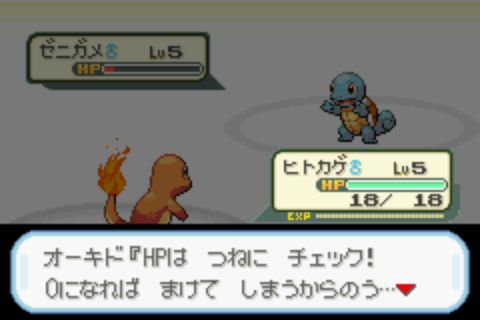 ゼニガメ♂ Lv5
HP
ヒトカゲ♂ Lv5
HP
18/ 18
EXP
オーキド『HPは つねに チェック!
0になれば まけて しまうからのう…